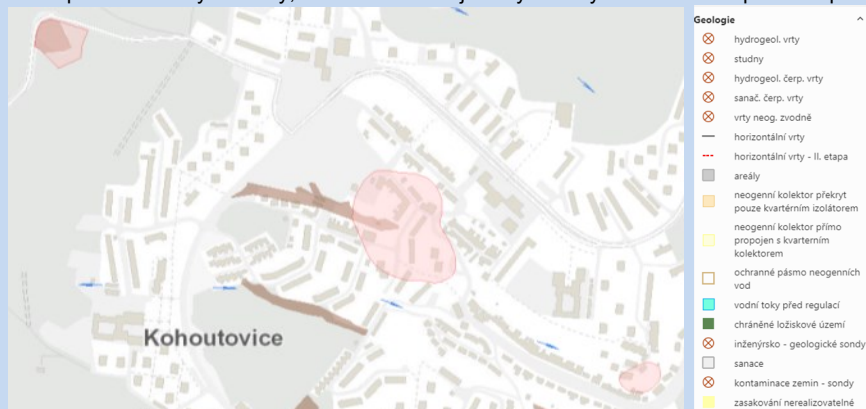 Geologie
hydrogeol. vrty
studny
hydrogeol. čerp. vrty
sanač. čerp. vrty
vrty neog. zvodně
horizontální vrty
horizontální vrty - II. etapa
areály
neogenní kolektor překryt
pouze kvartérním izolátorem
neogenní kolektor přímo
propojen s kvarterním
kolektorem
ochranné pásmo neogenních
vod
vodní toky před regulací
chráněné ložiskové území
inženýrsko - geologické sondy
sanace
kontaminace zemin - sondy
zasakování nerealizovatelné
Kohoutovice